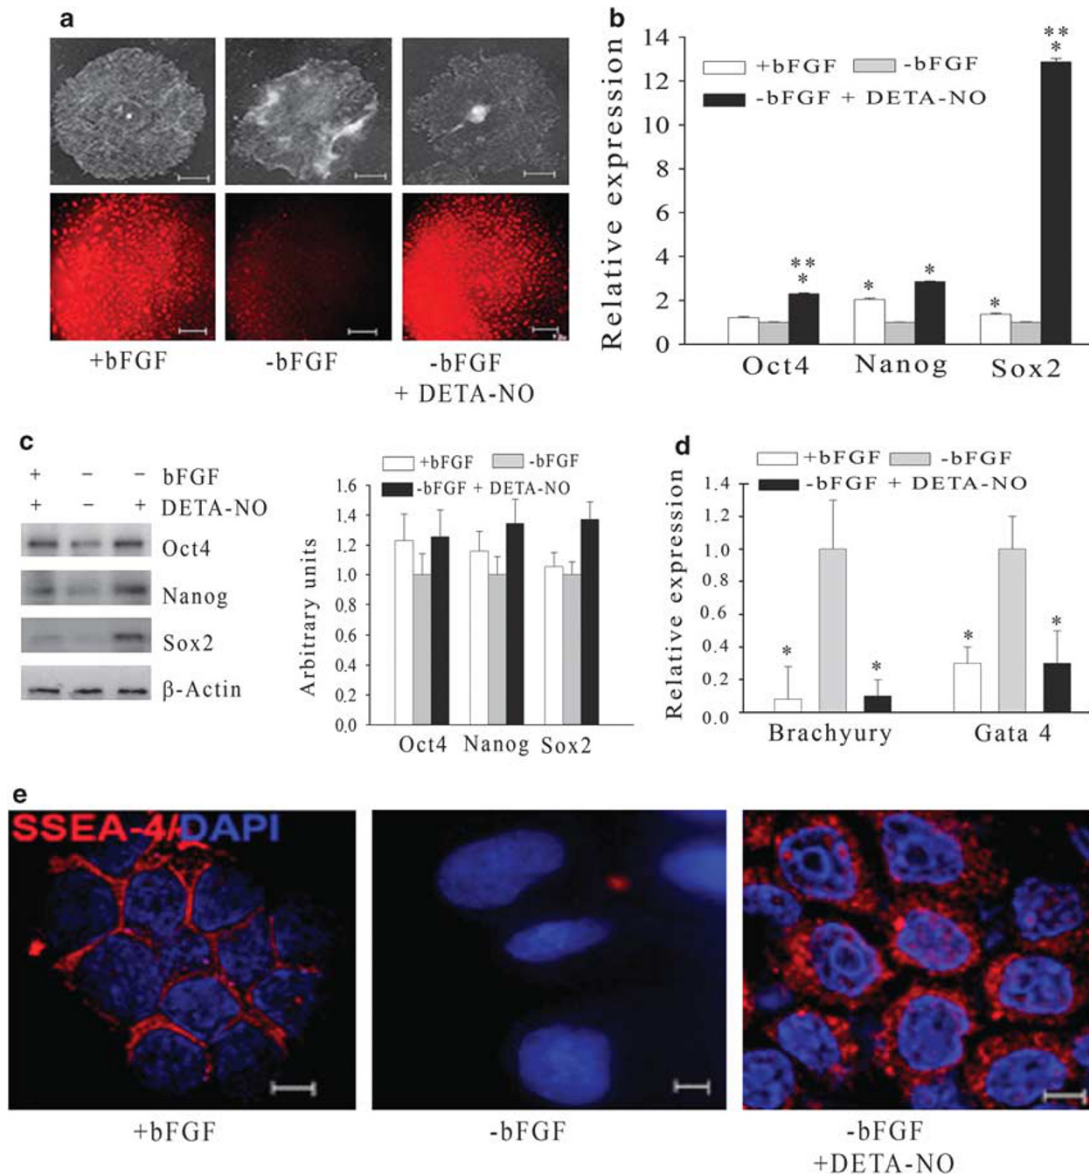 a
+bFGF
-bFGF
-bFGF
+ DETA-NO
b
Relative expression
14
12
10
8
6
4
2
0
+bFGF
-bFGF
-bFGF + DETA-NO
**
*
*
*
*
**
*
Oct4
Nanog
Sox2
c
+ − − bFGF
+ − + DETA-NO
Oct4
Nanog
Sox2
β-Actin
Arbitrary units
1.6
1.4
1.2
1.0
0.8
0.6
0.4
0.2
0.0
+bFGF
-bFGF
-bFGF + DETA-NO
Oct4
Nanog
Sox2
d
Relative expression
1.4
1.2
1.0
0.8
0.6
0.4
0.2
0.0
+bFGF
-bFGF
-bFGF + DETA-NO
*
*
*
*
Brachyury
Gata 4
e
SSEA-4/DAPI
+bFGF
-bFGF
-bFGF
+DETA-NO